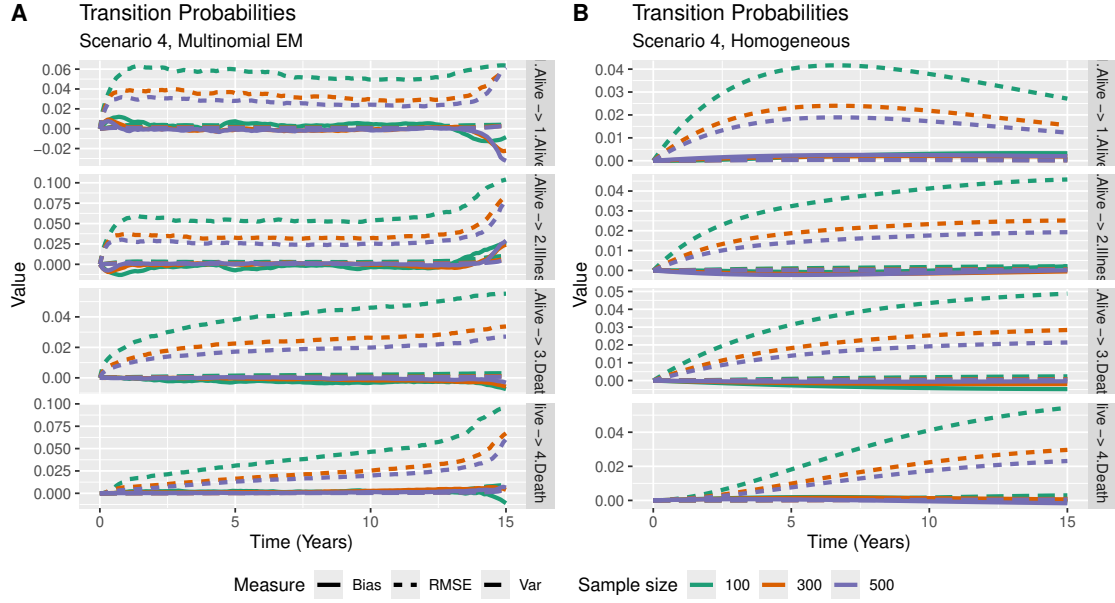 A
Transition Probabilities
Scenario 4, Multinomial EM
0.06
0.04
0.02
0.00
−0.02
.Alive −> 1.Alive
0.100
0.075
0.050
0.025
0.000
.Alive −> 2.Illnes
0.04
0.02
0.00
.Alive −> 3.Death
0.100
0.075
0.050
0.025
0.000
live −> 4.Death
Value
0
5
10
15
Time (Years)
B
Transition Probabilities
Scenario 4, Homogeneous
0.04
0.03
0.02
0.01
0.00
.Alive −> 1.Alive
0.04
0.03
0.02
0.01
0.00
.Alive −> 2.Illnes
0.05
0.04
0.03
0.02
0.01
0.00
.Alive −> 3.Death
0.04
0.02
0.00
live −> 4.Death
Value
0
5
10
15
Time (Years)
Measure Bias RMSE Var Sample size 100 300 500